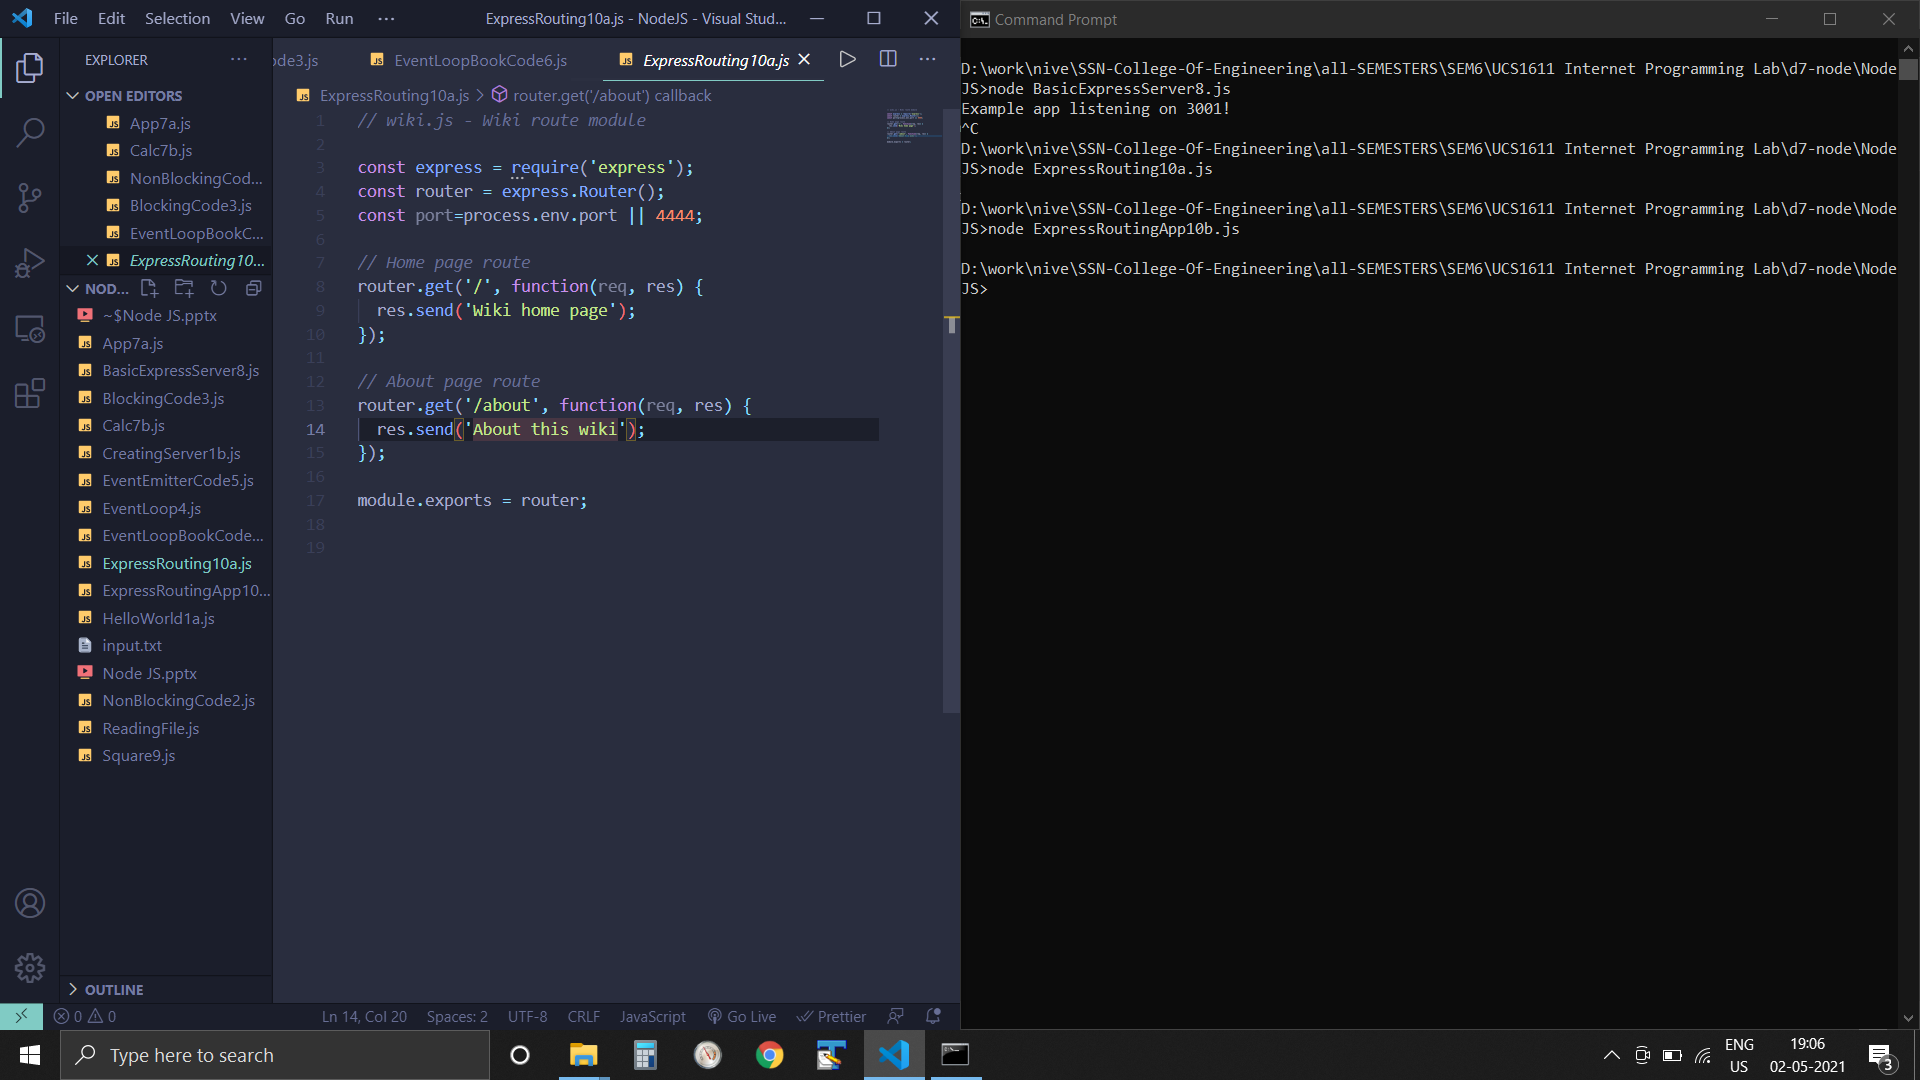 File Edit Selection View Go Run ··· ExpressRouting10a.js - NodeJS - Visual Stud...
EXPLORER ···
OPEN EDITORS
App7a.js
Calc7b.js
NonBlockingCod...
BlockingCode3.js
EventLoopBookC...
ExpressRouting10...
NOD...
~$Node JS.pptx
App7a.js
BasicExpressServer8.js
BlockingCode3.js
Calc7b.js
CreatingServer1b.js
EventEmitterCode5.js
EventLoop4.js
EventLoopBookCode...
ExpressRouting10a.js
ExpressRoutingApp10...
HelloWorld1a.js
input.txt
Node JS.pptx
NonBlockingCode2.js
ReadingFile.js
Square9.js
OUTLINE
ode3.js EventLoopBookCode6.js ExpressRouting10a.js ···
ExpressRouting10a.js > router.get('/about') callback
1 // wiki.js - Wiki route module
2
3 const express = require('express');
4 const router = express.Router();
5 const port=process.env.port || 4444;
6
7 // Home page route
8 router.get('/', function(req, res) {
9 res.send('Wiki home page');
10 });
11
12 // About page route
13 router.get('/about', function(req, res) {
14 res.send('About this wiki');
15 });
16
17 module.exports = router;
18
19
0 0 Ln 14, Col 20 Spaces: 2 UTF-8 CRLF JavaScript Go Live Prettier
Command Prompt
D:\work\nive\SSN-College-Of-Engineering\all-SEMESTERS\SEM6\UCS1611 Internet Programming Lab\d7-node\Node
JS>node BasicExpressServer8.js
Example app listening on 3001!
^C
D:\work\nive\SSN-College-Of-Engineering\all-SEMESTERS\SEM6\UCS1611 Internet Programming Lab\d7-node\Node
JS>node ExpressRouting10a.js
D:\work\nive\SSN-College-Of-Engineering\all-SEMESTERS\SEM6\UCS1611 Internet Programming Lab\d7-node\Node
JS>node ExpressRoutingApp10b.js
D:\work\nive\SSN-College-Of-Engineering\all-SEMESTERS\SEM6\UCS1611 Internet Programming Lab\d7-node\Node
JS>
Type here to search
ENG
US
19:06
02-05-2021
3